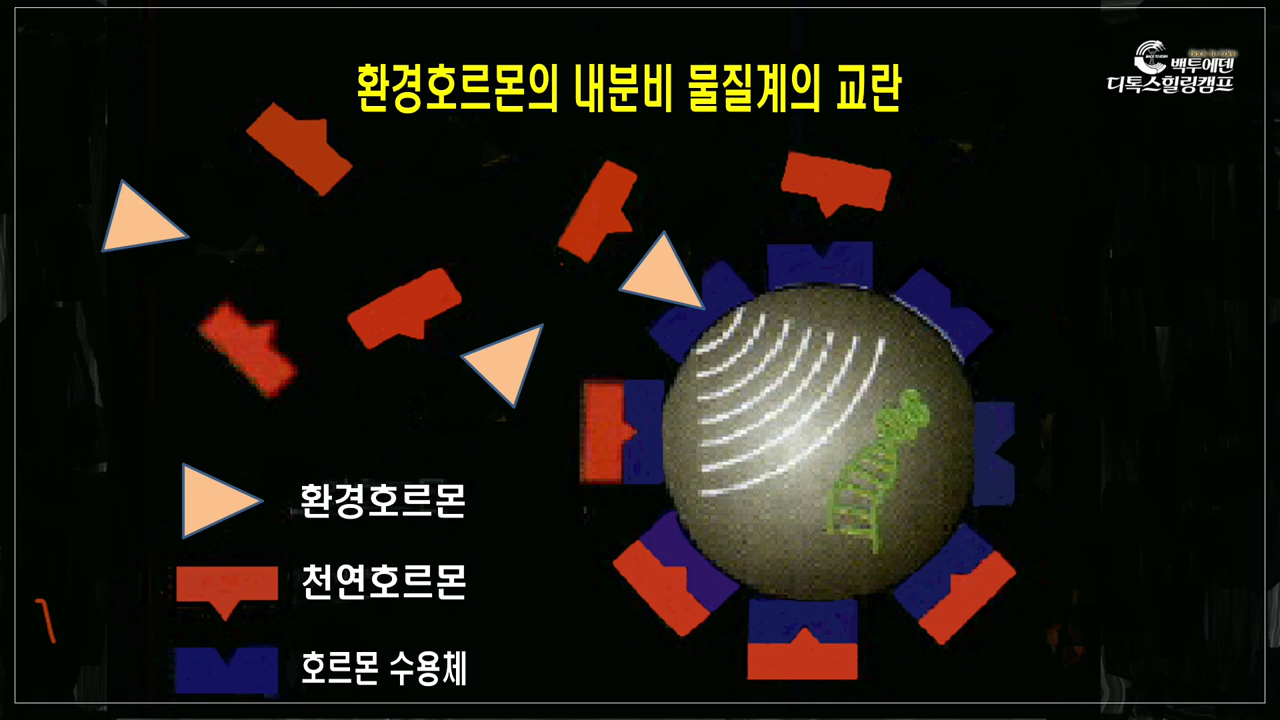 환경호르몬의 내분비 물질계의 교란
백투에덴
디톡스힐링캠프
환경호르몬
천연호르몬
호르몬 수용체